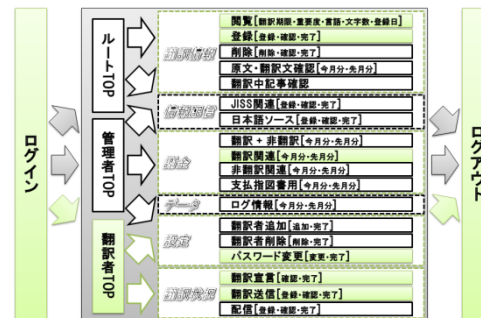 ログイン
ルートTOP
管理者TOP
翻訳者TOP
翻訳情報
閲覧[翻訳期限・重要度・言語・文字数・登録日]
登録[登録・確認・完了]
削除[削除・確認・完了]
原文・翻訳文確認[今月分・先月分]
翻訳中記事確認
JISS関連[登録・確認・完了]
日本語ソース[登録・確認・完了]
料金
翻訳 + 非翻訳[今月分・先月分]
翻訳関連[今月分・先月分]
非翻訳関連[今月分・先月分]
支払指図書用[今月分・先月分]
データ
ログ情報[今月分・先月分]
設定
翻訳者追加[追加・完了]
翻訳者削除[削除・完了]
パスワード変更[変更・完了]
翻訳宣言[確認・完了]
翻訳送信[登録・確認・完了]
配信[登録・確認・完了]
ログアウト